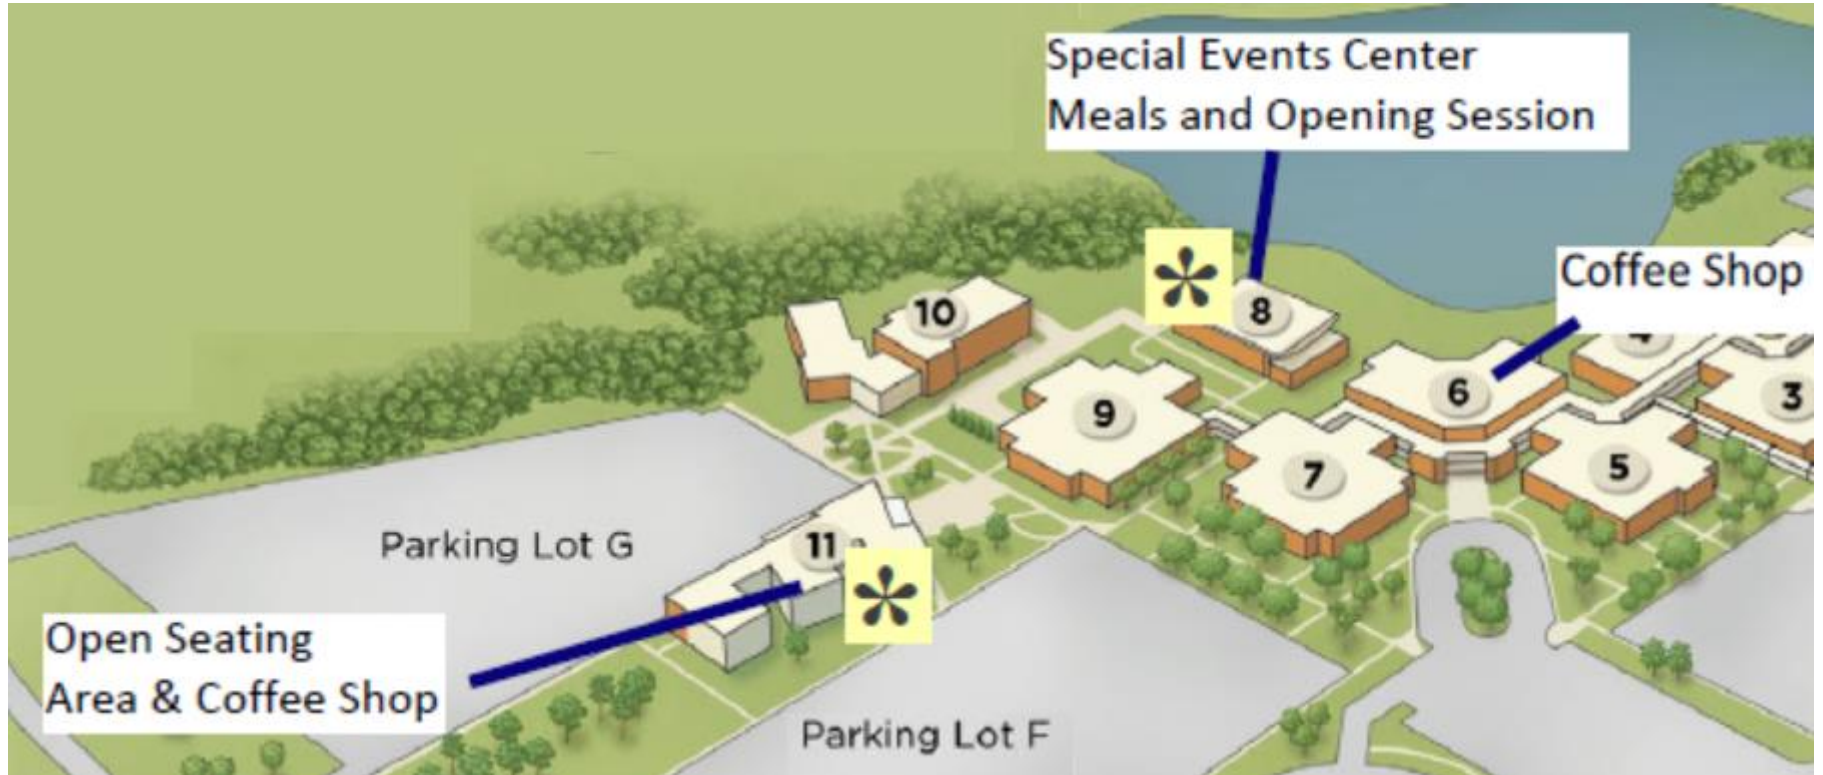 Special Events Center
Meals and Opening Session
*
Coffee Shop
10
8
4
6
3
9
7
5
Parking Lot G
11
*
Open Seating
Area & Coffee Shop
Parking Lot F